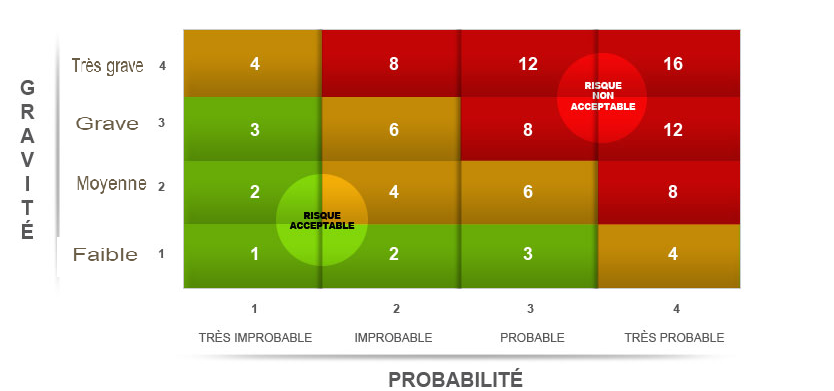 GRAVITÉ
Très grave 4 4 8 12 16
RISQUE
NON
ACCEPTABLE
Grave 3 3 6 8 12
Moyenne 2 2 4 6 8
RISQUE
ACCEPTABLE
Faible 1 1 2 3 4
1 2 3 4
TRÈS IMPROBABLE IMPROBABLE PROBABLE TRÈS PROBABLE
PROBABILITÉ